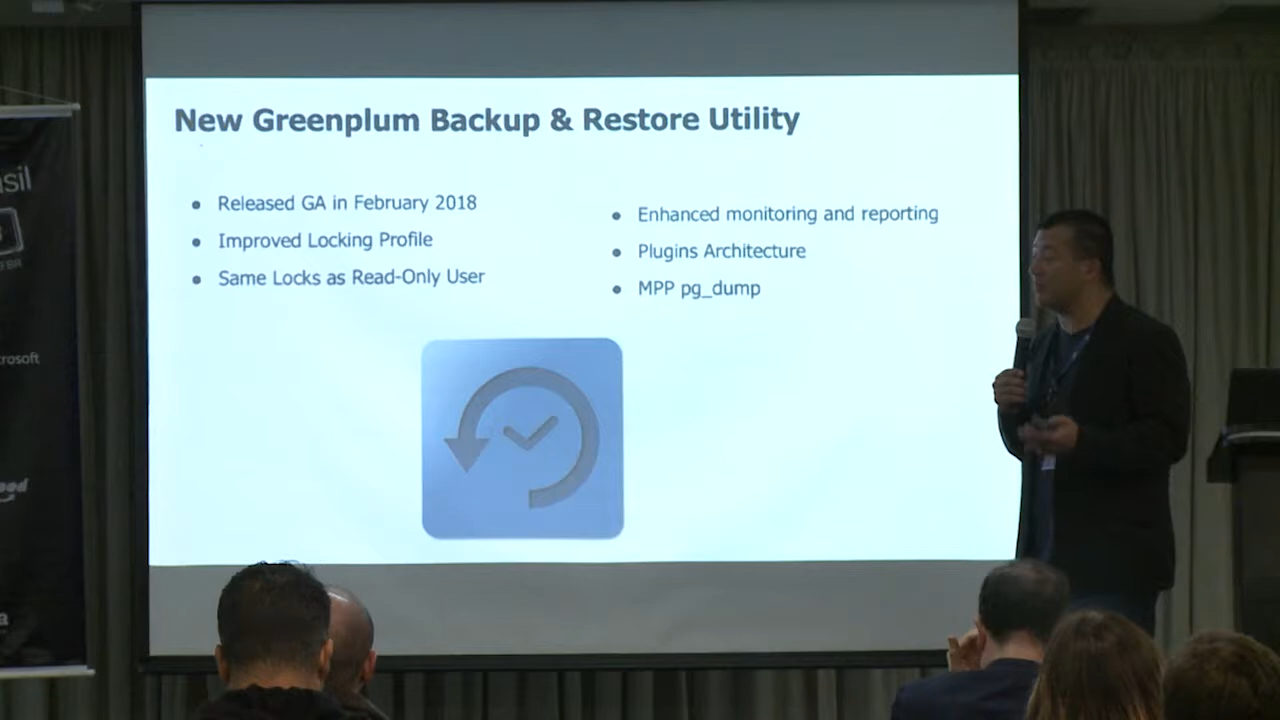 New Greenplum Backup & Restore Utility
• Released GA in February 2018
• Improved Locking Profile
• Same Locks as Read-Only User
• Enhanced monitoring and reporting
• Plugins Architecture
• MPP pg_dump